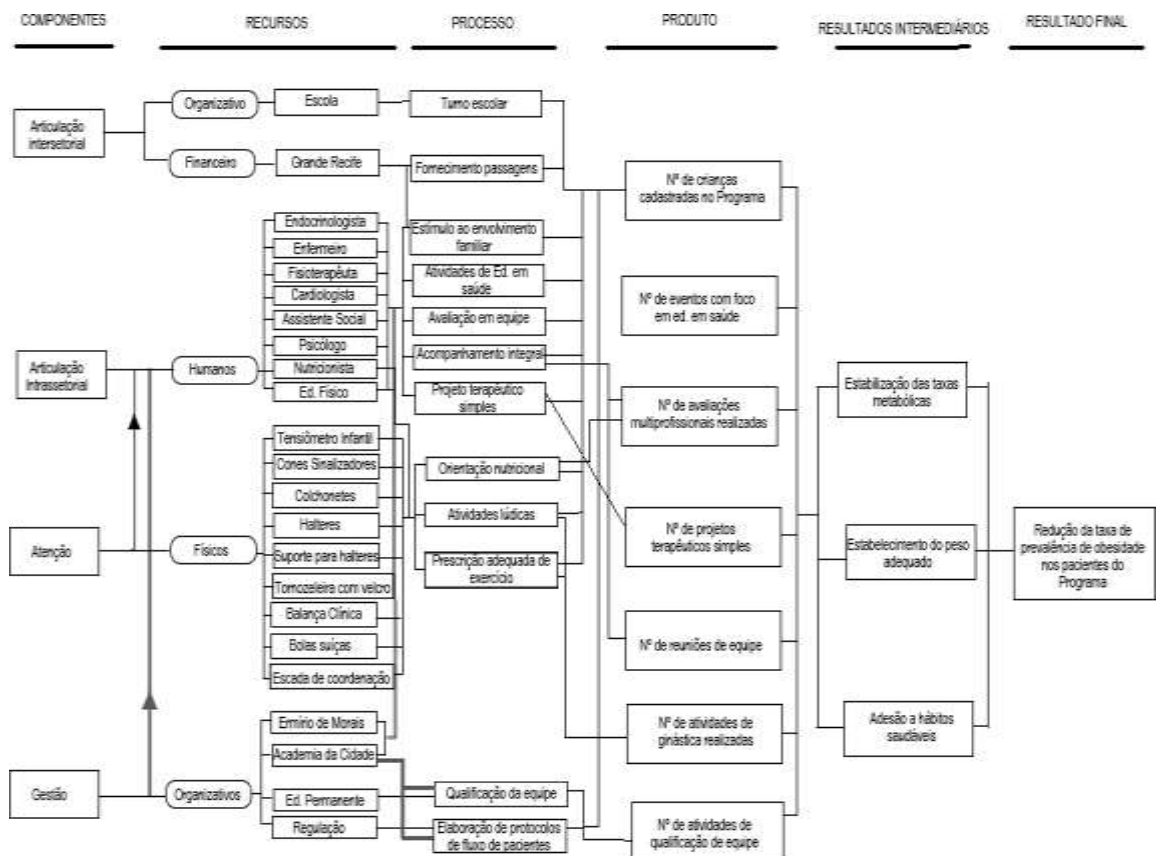 COMPONENTES
RECURSOS
PROCESSO
PRODUTO
RESULTADOS INTERMEDIÁRIOS
RESULTADO FINAL
Articulação
intersetorial
Organizativo
Escola
Turno escolar
Financeiro
Grande Recife
Fornecimento passagens
Nº de crianças
cadastradas no Programa
Endocrinologista
Enfermeiro
Fisioterapêuta
Cardiologista
Assistente Social
Psicólogo
Nutricionista
Ed. Físico
Estímulo ao envolvimento
familiar
Atividades de Ed. em
saúde
Avaliação em equipe
Acompanhamento integral
Projeto terapêutico
simples
Nº de eventos com foco
em ed. em saúde
Articulação
Intrassetorial
Humanos
Nº de avaliações
multiprofissionais realizadas
Estabilização das taxas
metabólicas
Tensiômetro Infantil
Cones Sinalizadores
Colchonetes
Halteres
Suporte para halteres
Tornozeleira com velcro
Balança Clínica
Bolas suíças
Escada de coordenação
Orientação nutricional
Atividades lúdicas
Prescrição adequada de
exercício
Atenção
Físicos
Nº de projetos
terapêuticos simples
Estabelecimento do peso
adequado
Redução da taxa de
prevalência de obesidade
nos pacientes do
Programa
Nº de reuniões de equipe
Ermírio de Morais
Academia da Cidade
Nº de atividades de
ginástica realizadas
Adesão a hábitos
saudáveis
Gestão
Organizativos
Ed. Permanente
Regulação
Qualificação da equipe
Elaboração de protocolos
de fluxo de pacientes
Nº de atividades de
qualificação de equipe